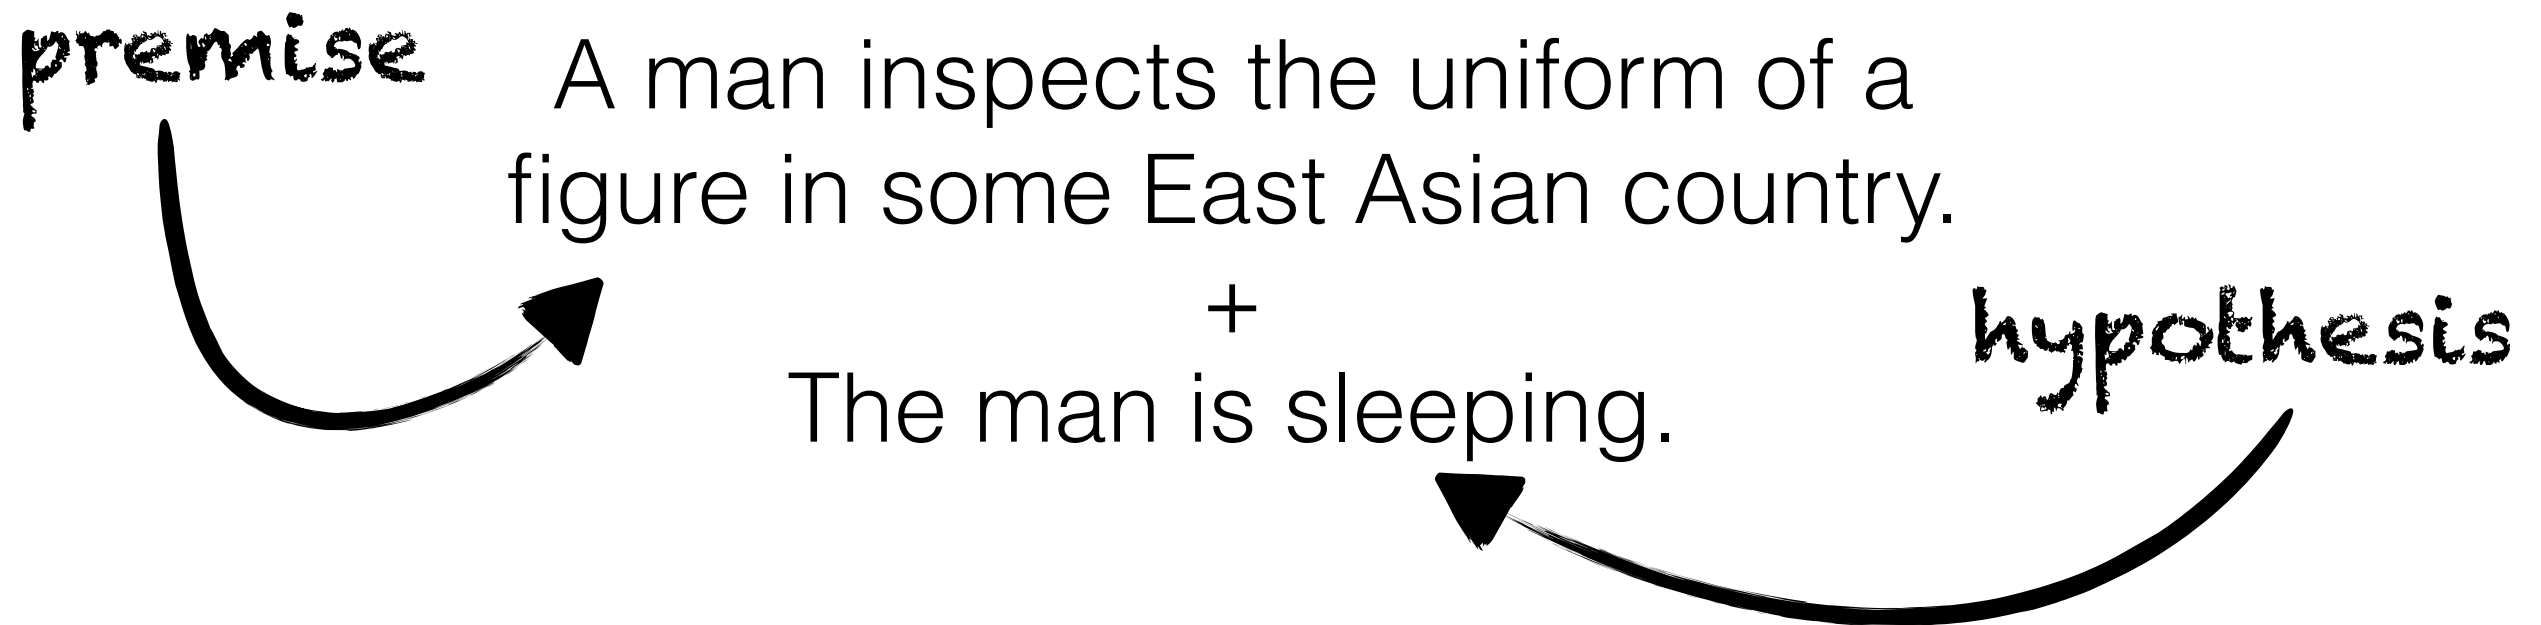 premise
A man inspects the uniform of a
figure in some East Asian country.
+
hypothesis
The man is sleeping.